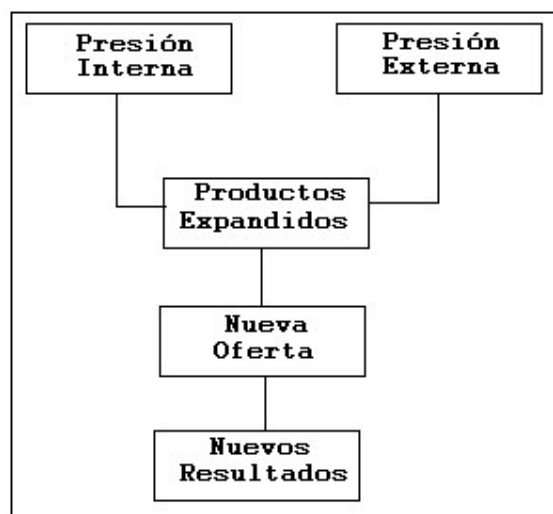 Presión
Interna
Presión
Externa
Productos
Expandidos
Nueva
Oferta
Nuevos
Resultados